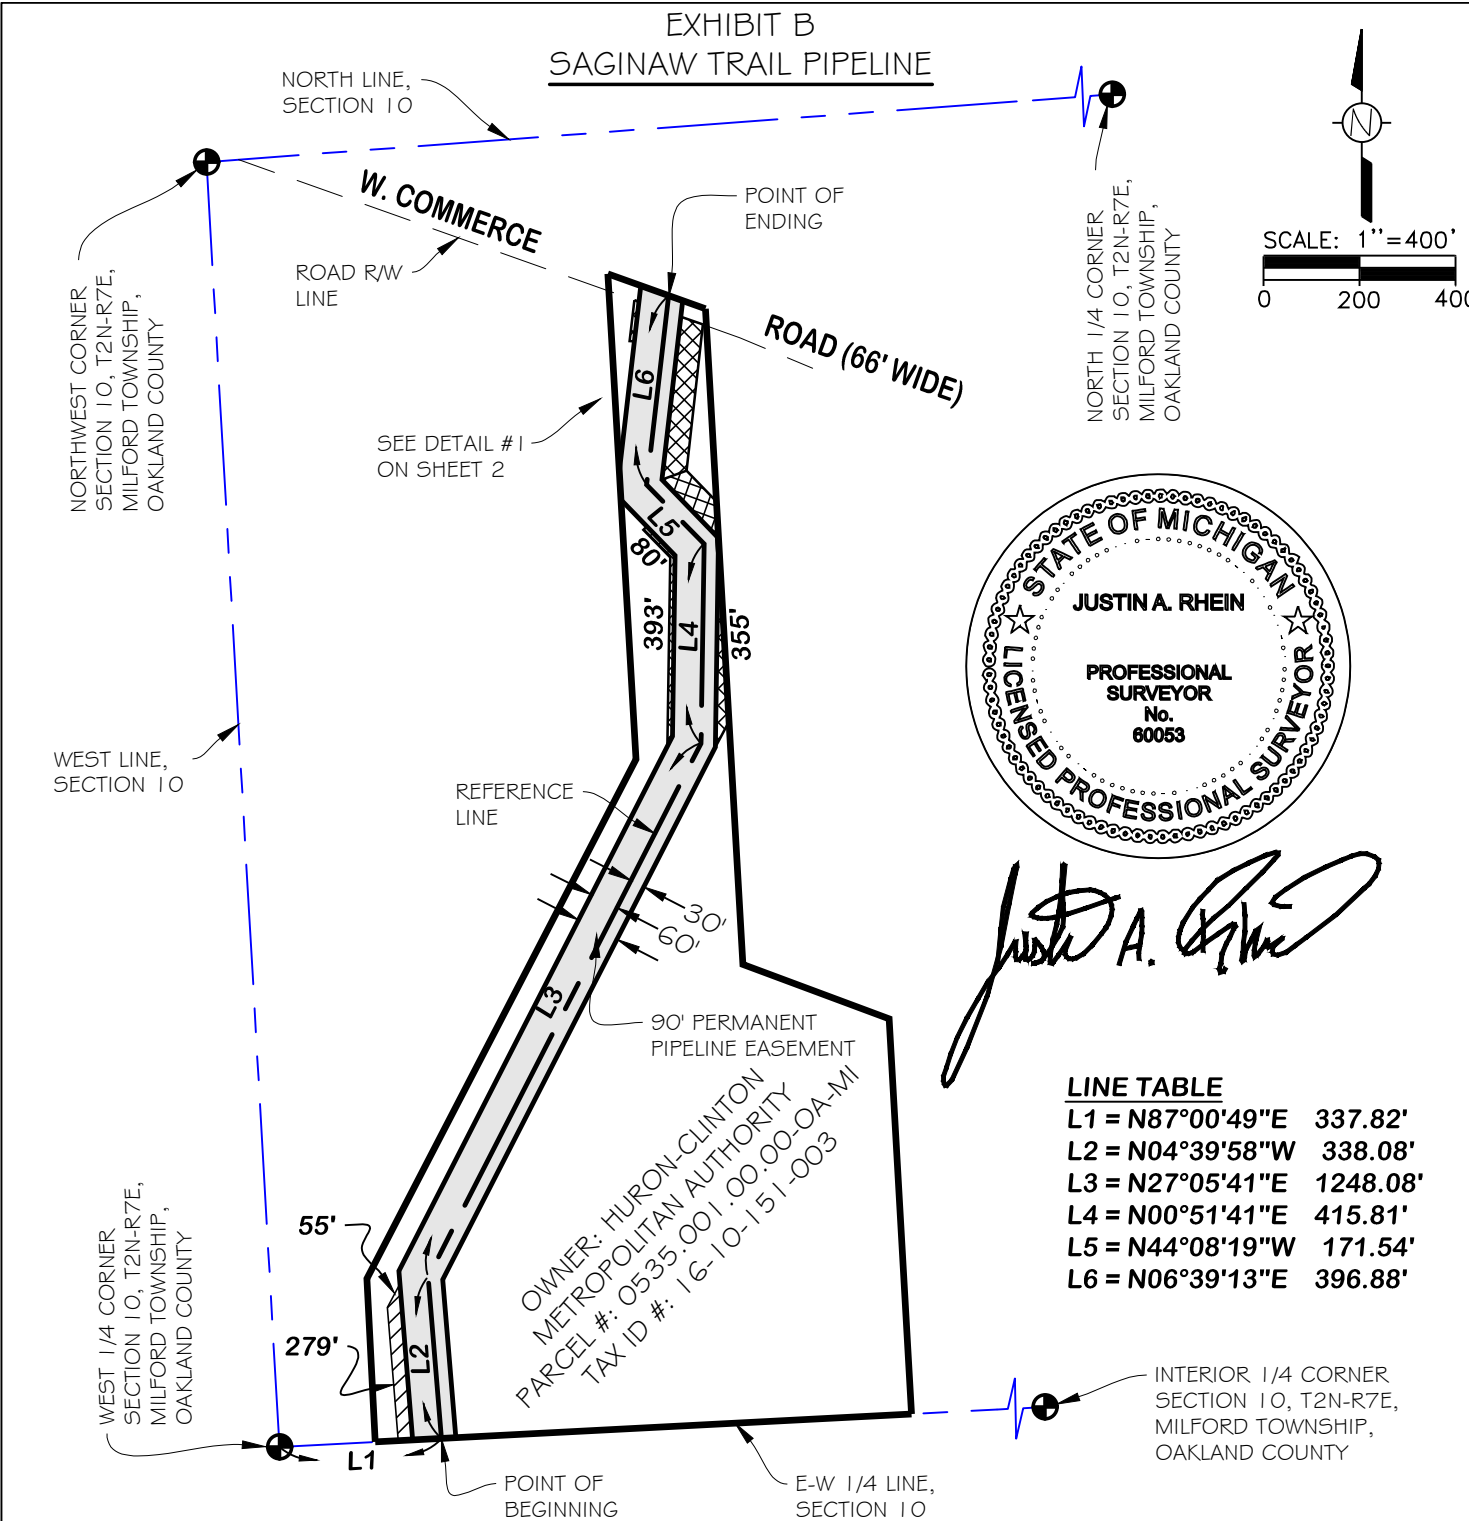 EXHIBIT B
SAGINAW TRAIL PIPELINE
NORTH LINE,
SECTION 10
W. COMMERCE
ROAD R/W
LINE
POINT OF
ENDING
N
SCALE: 1''=400'
0 200 400
NORTHWEST CORNER
SECTION 10, T2N-R7E,
MILFORD TOWNSHIP,
OAKLAND COUNTY
NORTH 1/4 CORNER
SECTION 10, T2N-R7E,
MILFORD TOWNSHIP,
OAKLAND COUNTY
ROAD (66' WIDE)
SEE DETAIL #1
ON SHEET 2
L6
L5
80'
393'
L4
355'
STATE OF MICHIGAN
JUSTIN A. RHEIN
PROFESSIONAL
SURVEYOR
No.
60053
LICENSED PROFESSIONAL SURVEYOR
Justin A. Rhein
WEST LINE,
SECTION 10
REFERENCE
LINE
30'
60'
L3
90' PERMANENT
PIPELINE EASEMENT
OWNER: HURON-CLINTON
METROPOLITAN AUTHORITY
PARCEL #: 0535.001.00.00-OA-MI
TAX ID #: 16-10-151-003
LINE TABLE
L1 = N87°00'49"E 337.82'
L2 = N04°39'58"W 338.08'
L3 = N27°05'41"E 1248.08'
L4 = N00°51'41"E 415.81'
L5 = N44°08'19"W 171.54'
L6 = N06°39'13"E 396.88'
WEST 1/4 CORNER
SECTION 10, T2N-R7E,
MILFORD TOWNSHIP,
OAKLAND COUNTY
55'
279'
L2
L1
POINT OF
BEGINNING
E-W 1/4 LINE,
SECTION 10
INTERIOR 1/4 CORNER
SECTION 10, T2N-R7E,
MILFORD TOWNSHIP,
OAKLAND COUNTY